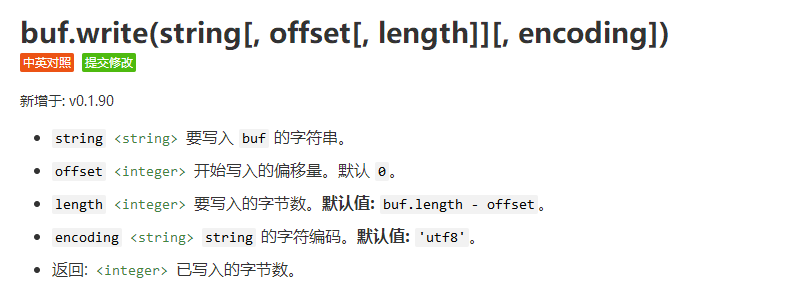 buf.write(string[, offset[, length]][, encoding])
中英对照 提交修改
新增于: v0.1.90
string <string> 要写入 buf 的字符串。
offset <integer> 开始写入的偏移量。默认 0。
length <integer> 要写入的字节数。默认值: buf.length - offset。
encoding <string> string 的字符编码。默认值: 'utf8'。
返回: <integer> 已写入的字节数。